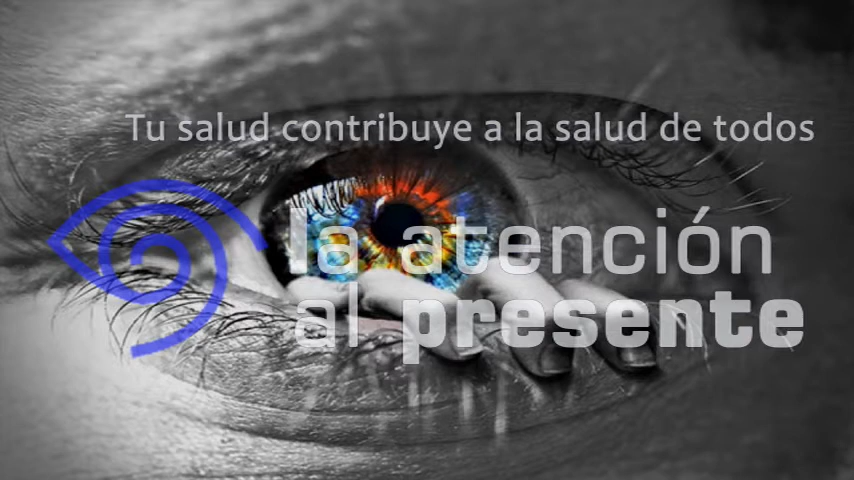 Tu salud contribuye a la salud de todos
la atención
al presente